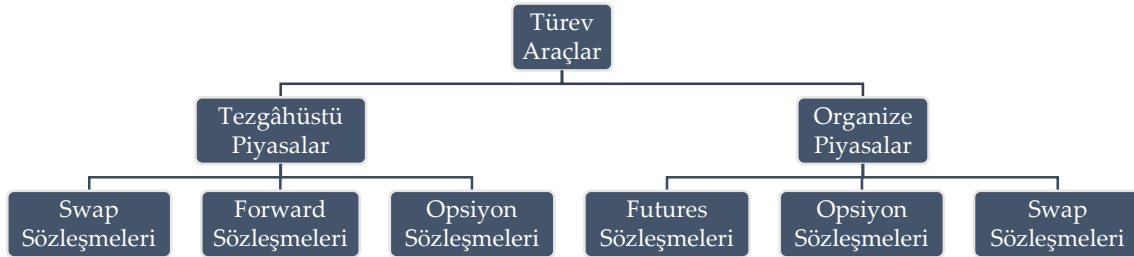 Türev
Araçlar
Tezgâhüstü
Piyasalar
Organize
Piyasalar
Swap
Sözleşmeleri
Forward
Sözleşmeleri
Opsiyon
Sözleşmeleri
Futures
Sözleşmeleri
Opsiyon
Sözleşmeleri
Swap
Sözleşmeleri